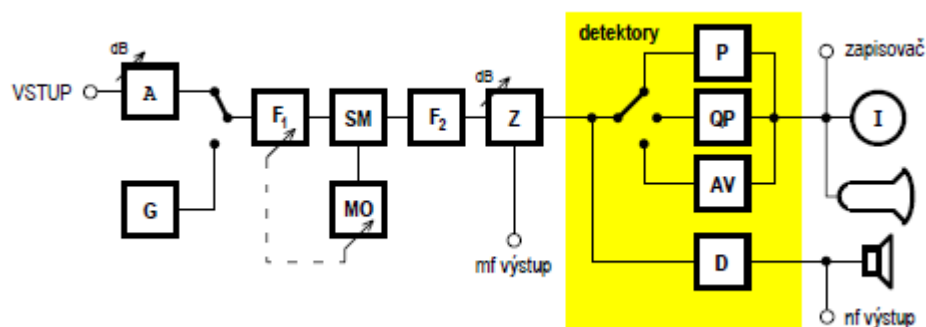 detektory
dB
P
zapisovač
dB
VSTUP
A
F1
SM
F2
Z
QP
I
G
MO
AV
mf výstup
D
nf výstup